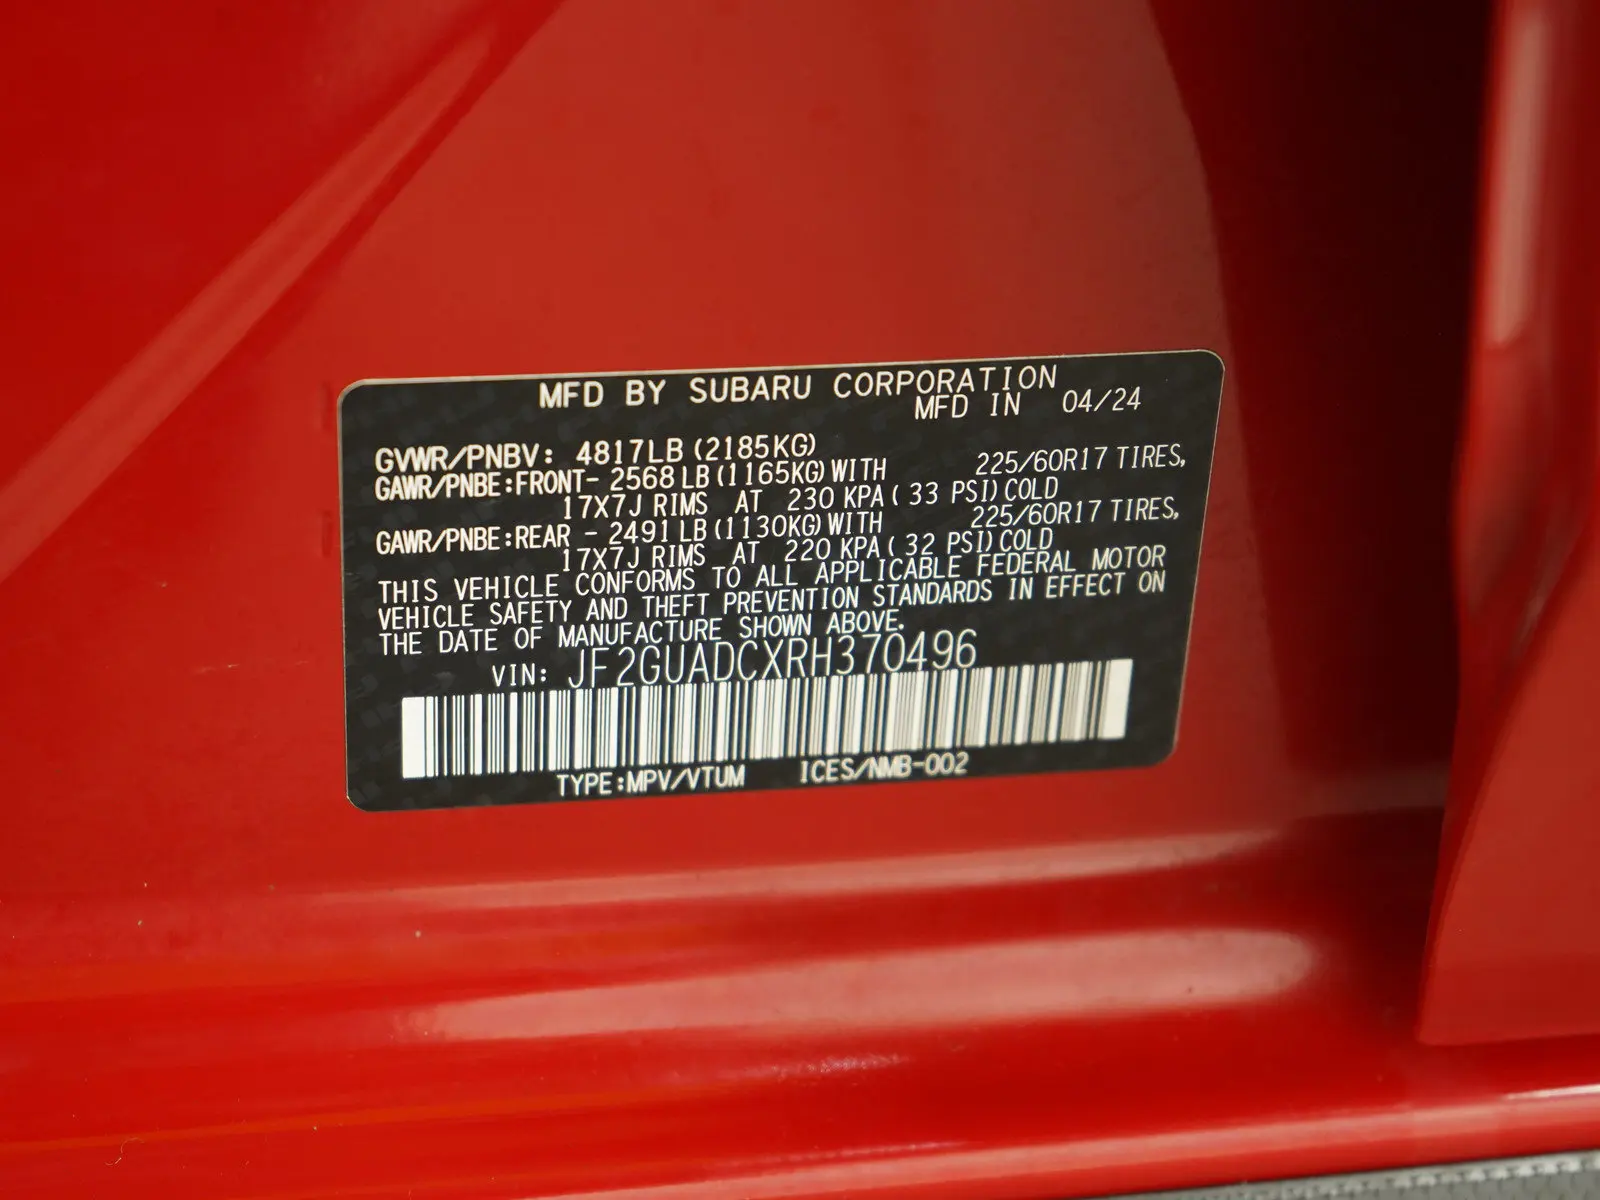 MFD BY SUBARU CORPORATION
MFD IN 04/24
GVWR/PNBV: 4817LB (2185KG)
GAWR/PNBE:FRONT- 2568 LB (1165KG) WITH 225/60R17 TIRES,
17X7J RIMS AT 230 KPA ( 33 PSI) COLD
GAWR/PNBE:REAR - 2491 LB (1130KG) WITH 225/60R17 TIRES,
17X7J RIMS AT 220 KPA ( 32 PSI) COLD
THIS VEHICLE CONFORMS TO ALL APPLICABLE FEDERAL MOTOR
VEHICLE SAFETY AND THEFT PREVENTION STANDARDS IN EFFECT ON
THE DATE OF MANUFACTURE SHOWN ABOVE.
VIN: JF2GUADCXRH370496
TYPE:MPV/VTUM ICES/NMB-002